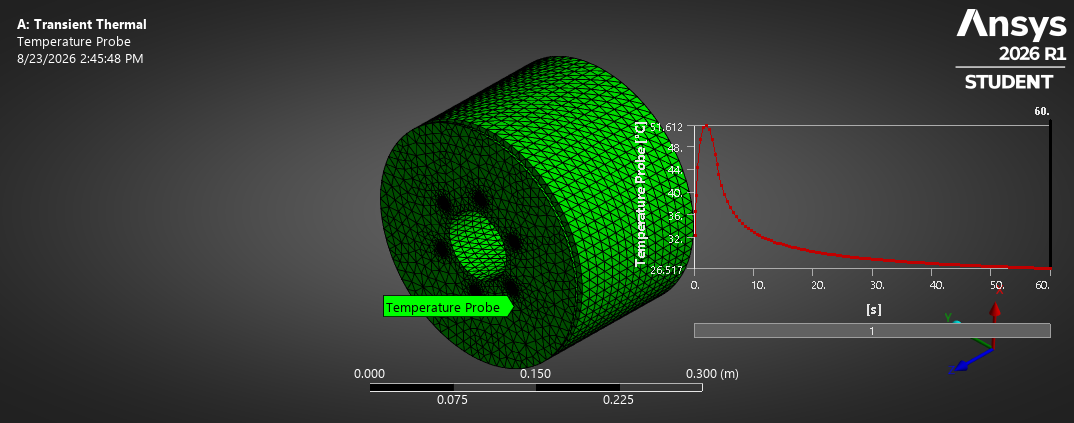 A: Transient Thermal
Temperature Probe
8/23/2026 2:45:48 PM
Ansys
2026 R1
STUDENT
60.
Temperature Probe [°C]
51.612
48.
44.
40.
36.
32.
26.517
0.
10.
20.
30.
40.
50.
60.
[s]
1
Temperature Probe
0.000
0.150
0.300 (m)
0.075
0.225
X
Y
Z